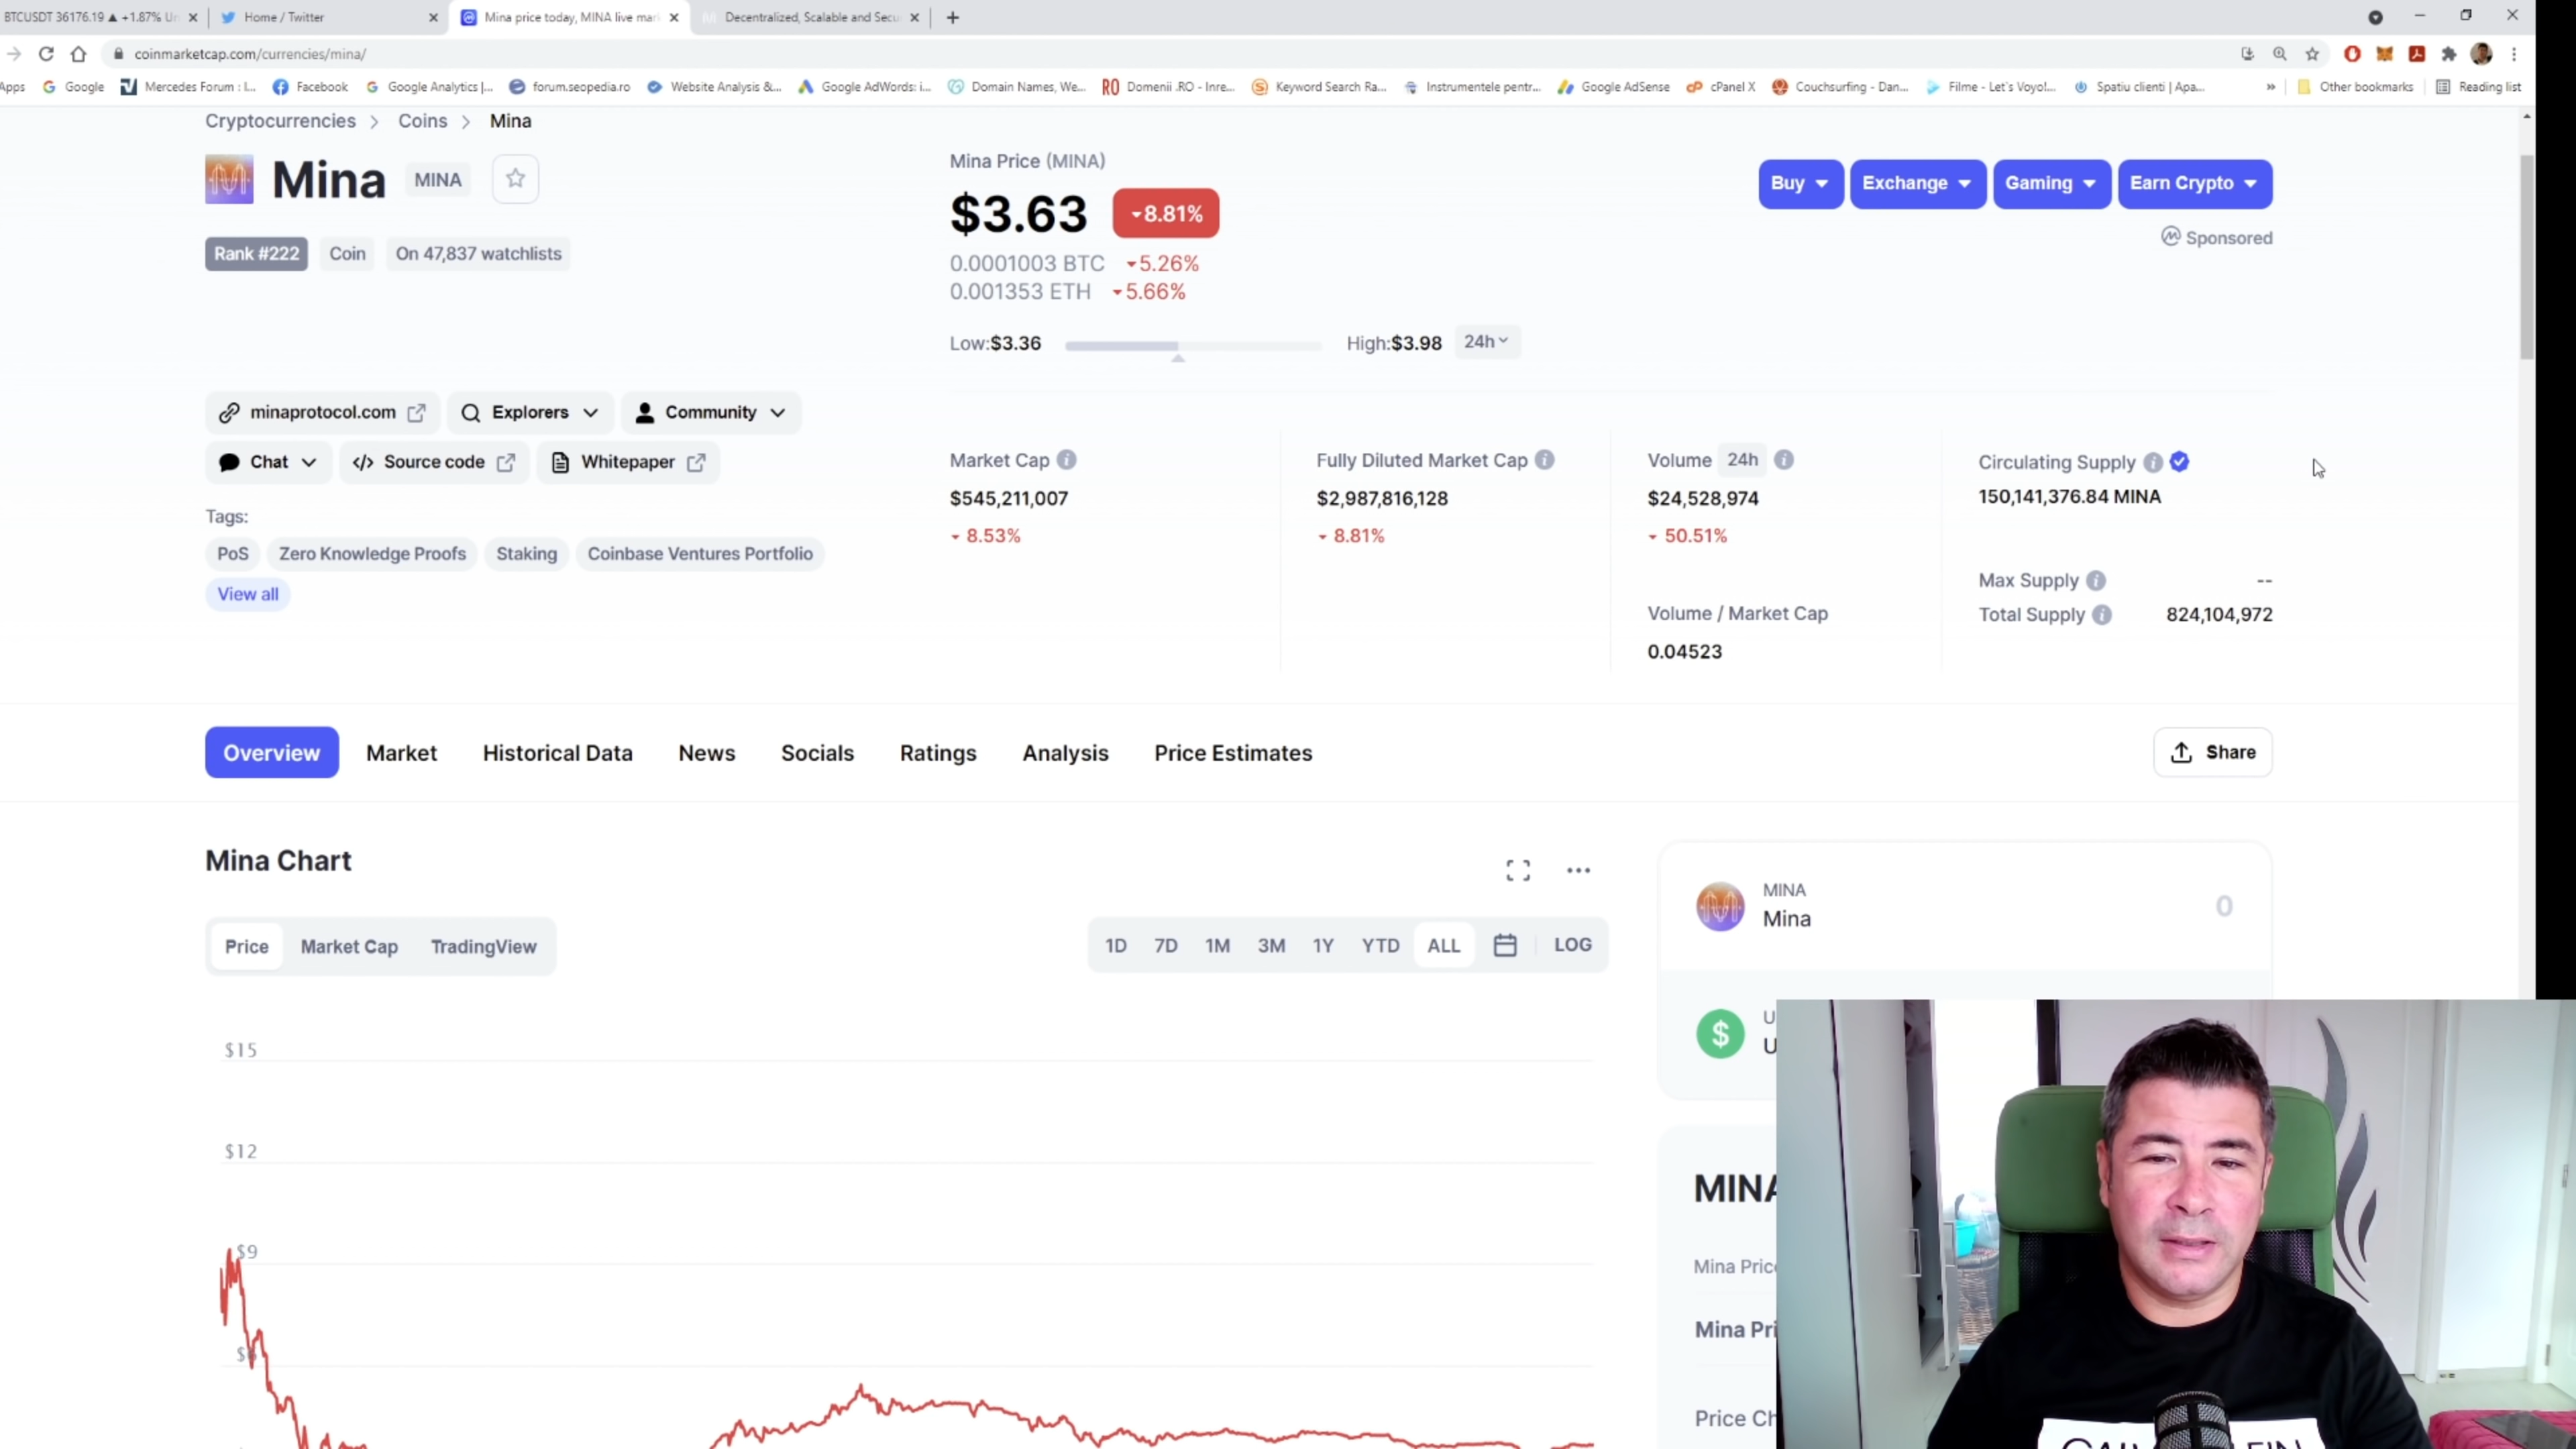 BTCUSDT 36176.19 ▲ +1.87%
Home / Twitter
Mina price today, MINA live mar
Decentralized, Scalable and Secu
coinmarketcap.com/currencies/mina/
Apps
Google
Mercedes Forum : I...
Facebook
Google Analytics |...
forum.seopedia.ro
Website Analysis &...
Google AdWords: i...
Domain Names, We...
RO Domenii .RO - Inre...
Keyword Search Ra...
Instrumentele pentr...
Google AdSense
cPanel X
Couchsurfing - Dan...
Filme - Let's Voyo!...
Spatiu clienti | Apa...
»
Other bookmarks
Reading list
Cryptocurrencies > Coins > Mina
Mina MINA
Rank #222 Coin On 47,837 watchlists
Mina Price (MINA)
$3.63 8.81%
0.0001003 BTC 5.26%
0.001353 ETH 5.66%
Low:$3.36 High:$3.98 24h
Buy Exchange Gaming Earn Crypto
Sponsored
minaprotocol.com Explorers Community
Chat </> Source code Whitepaper
Tags:
PoS Zero Knowledge Proofs Staking Coinbase Ventures Portfolio
View all
Market Cap
$545,211,007
8.53%
Fully Diluted Market Cap
$2,987,816,128
8.81%
Volume 24h
$24,528,974
50.51%
Volume / Market Cap
0.04523
Circulating Supply
150,141,376.84 MINA
Max Supply --
Total Supply 824,104,972
Overview Market Historical Data News Socials Ratings Analysis Price Estimates
Share
Mina Chart
Price Market Cap TradingView
1D 7D 1M 3M 1Y YTD ALL LOG
$15
$12
$9
MINA
Mina
0
$
U
U
MINA
Mina Price
Mina Pri
Price Ch